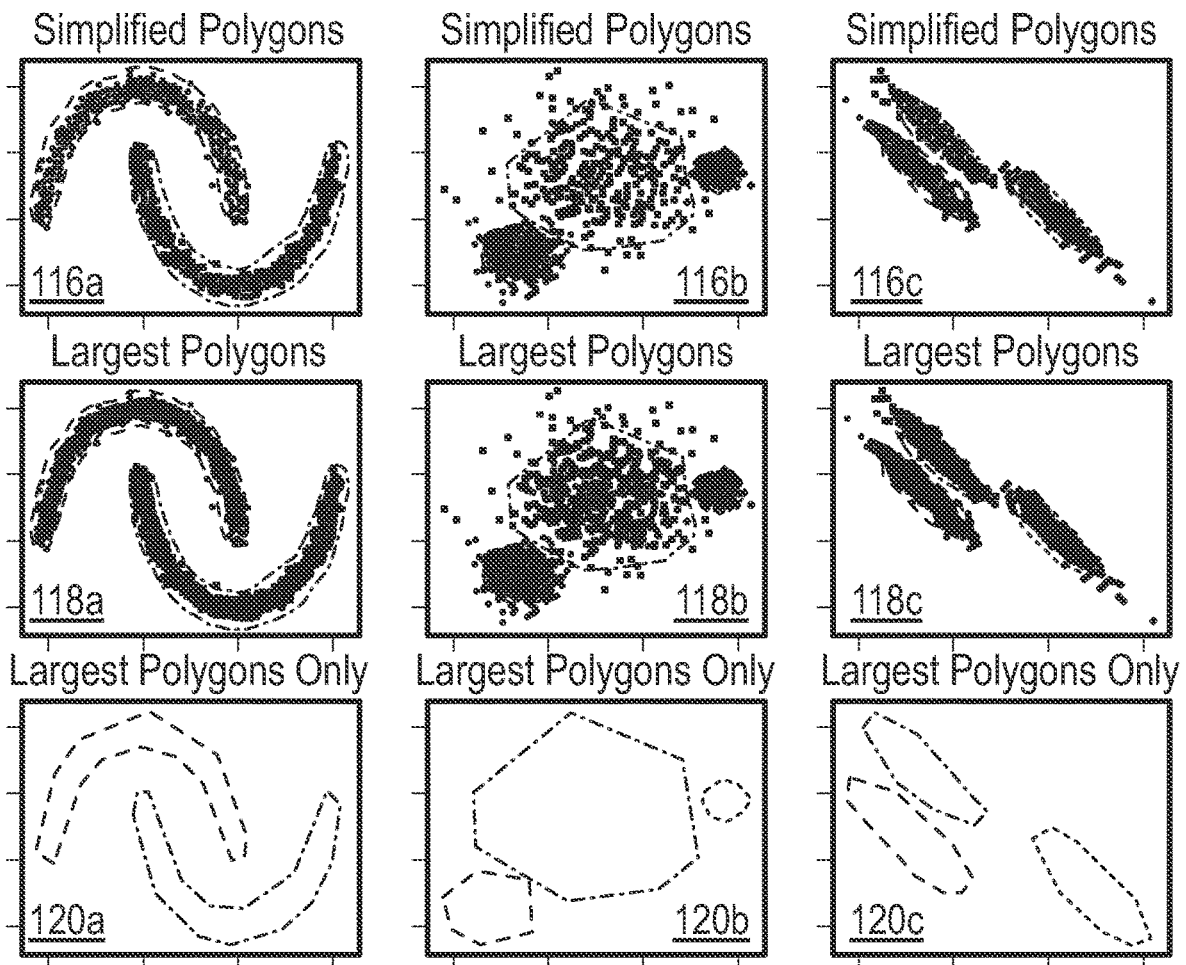 Simplified Polygons
Simplified Polygons
Simplified Polygons
116a
116b
116c
Largest Polygons
Largest Polygons
Largest Polygons
118a
118b
118c
Largest Polygons Only
Largest Polygons Only
Largest Polygons Only
120a
120b
120c